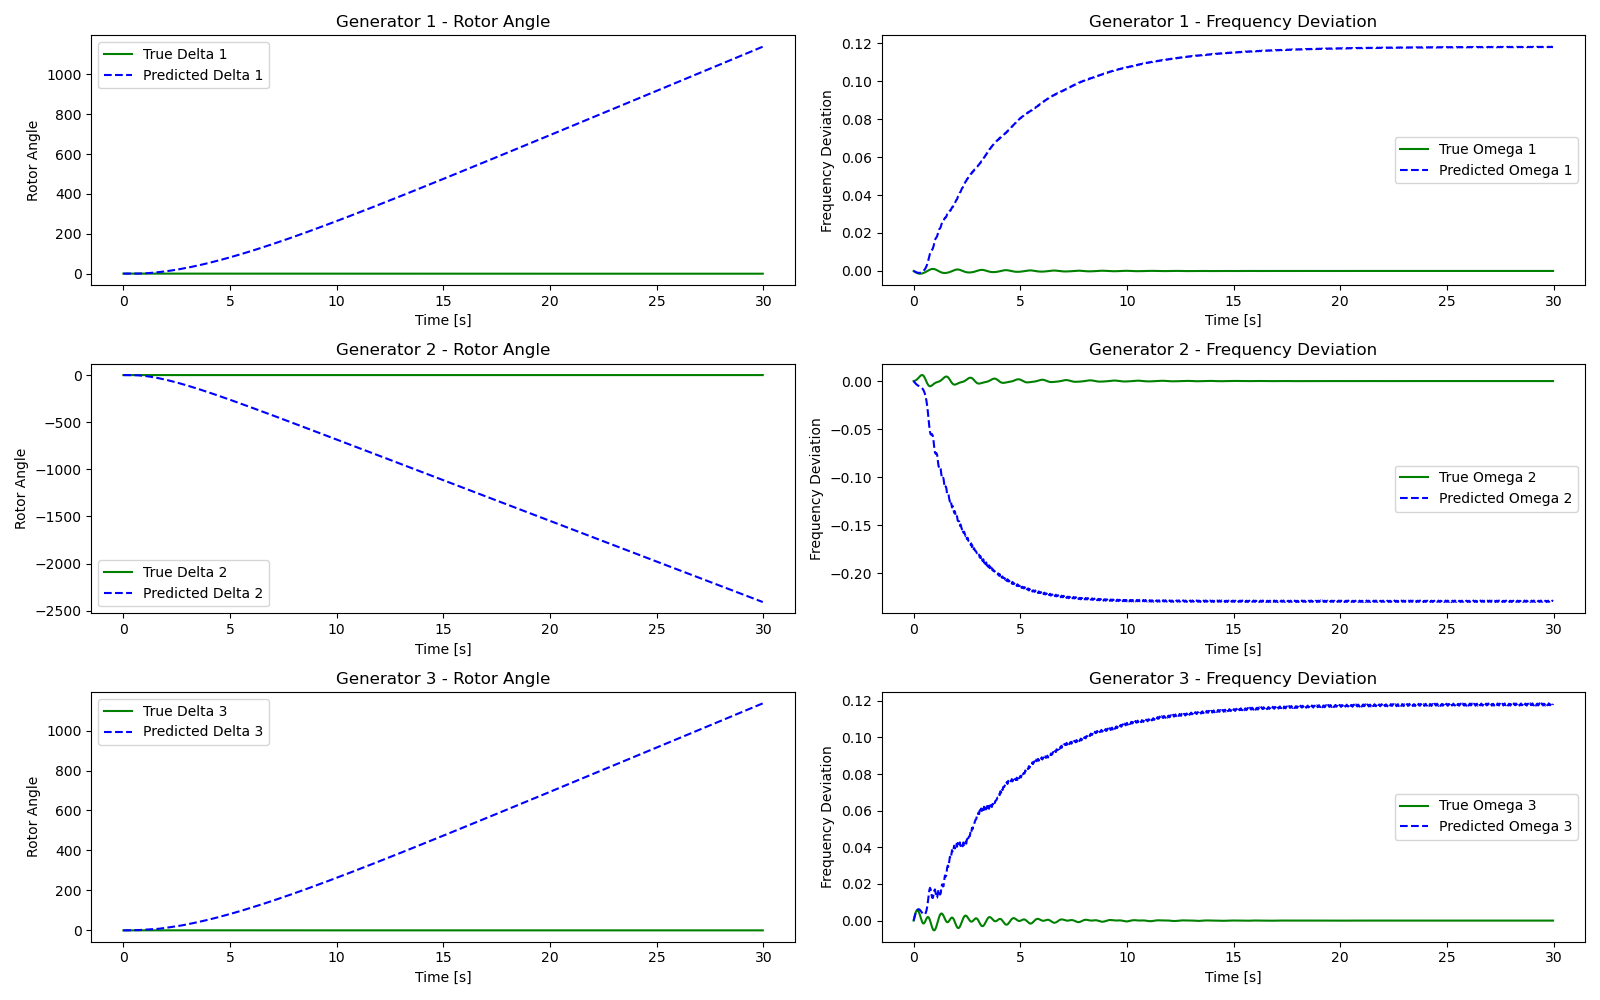 Generator 1 - Rotor Angle
True Delta 1
Predicted Delta 1
Rotor Angle
1000
800
600
400
200
0
0 5 10 15 20 25 30
Time [s]
Generator 1 - Frequency Deviation
True Omega 1
Predicted Omega 1
Frequency Deviation
0.12
0.10
0.08
0.06
0.04
0.02
0.00
0 5 10 15 20 25 30
Time [s]
Generator 2 - Rotor Angle
True Delta 2
Predicted Delta 2
Rotor Angle
0
−500
−1000
−1500
−2000
−2500
0 5 10 15 20 25 30
Time [s]
Generator 2 - Frequency Deviation
True Omega 2
Predicted Omega 2
Frequency Deviation
0.00
−0.05
−0.10
−0.15
−0.20
0 5 10 15 20 25 30
Time [s]
Generator 3 - Rotor Angle
True Delta 3
Predicted Delta 3
Rotor Angle
1000
800
600
400
200
0
0 5 10 15 20 25 30
Time [s]
Generator 3 - Frequency Deviation
True Omega 3
Predicted Omega 3
Frequency Deviation
0.12
0.10
0.08
0.06
0.04
0.02
0.00
0 5 10 15 20 25 30
Time [s]